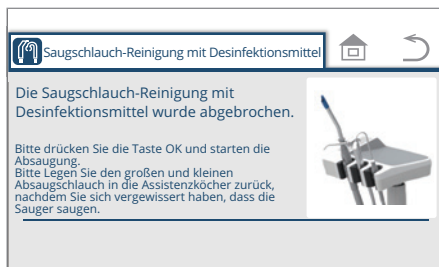 Saugschlauch-Reinigung mit Desinfektionsmittel
Die Saugschlauch-Reinigung mit
Desinfektionsmittel wurde abgebrochen.
Bitte drücken Sie die Taste OK und starten die
Absaugung.
Bitte Legen Sie den großen und kleinen
Absaugschlauch in die Assistenzköcher zurück,
nachdem Sie sich vergewissert haben, dass die
Sauger saugen.